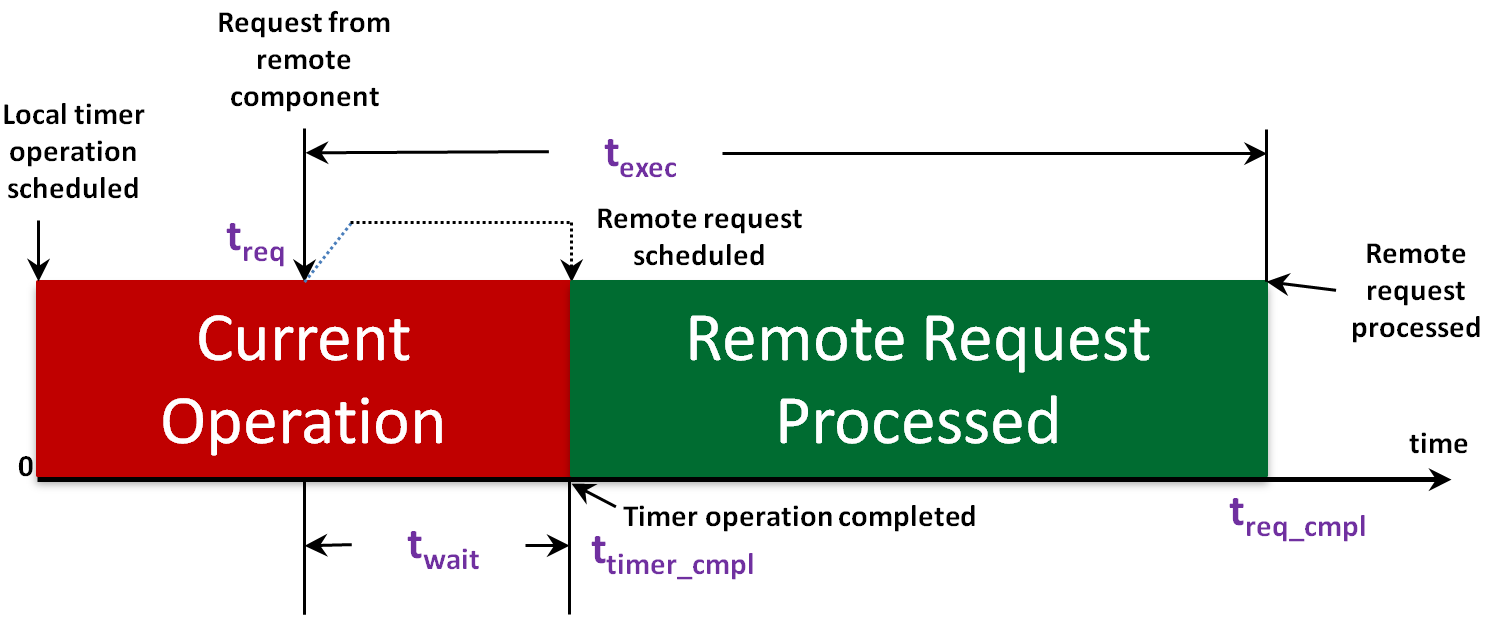 Request from
remote
component
Local timer
operation
scheduled
t_exec
t_req
Remote request
scheduled
Remote
request
processed
Current
Operation
Remote Request
Processed
0
time
t_wait
Timer operation completed
t_timer_cmpl
t_req_cmpl